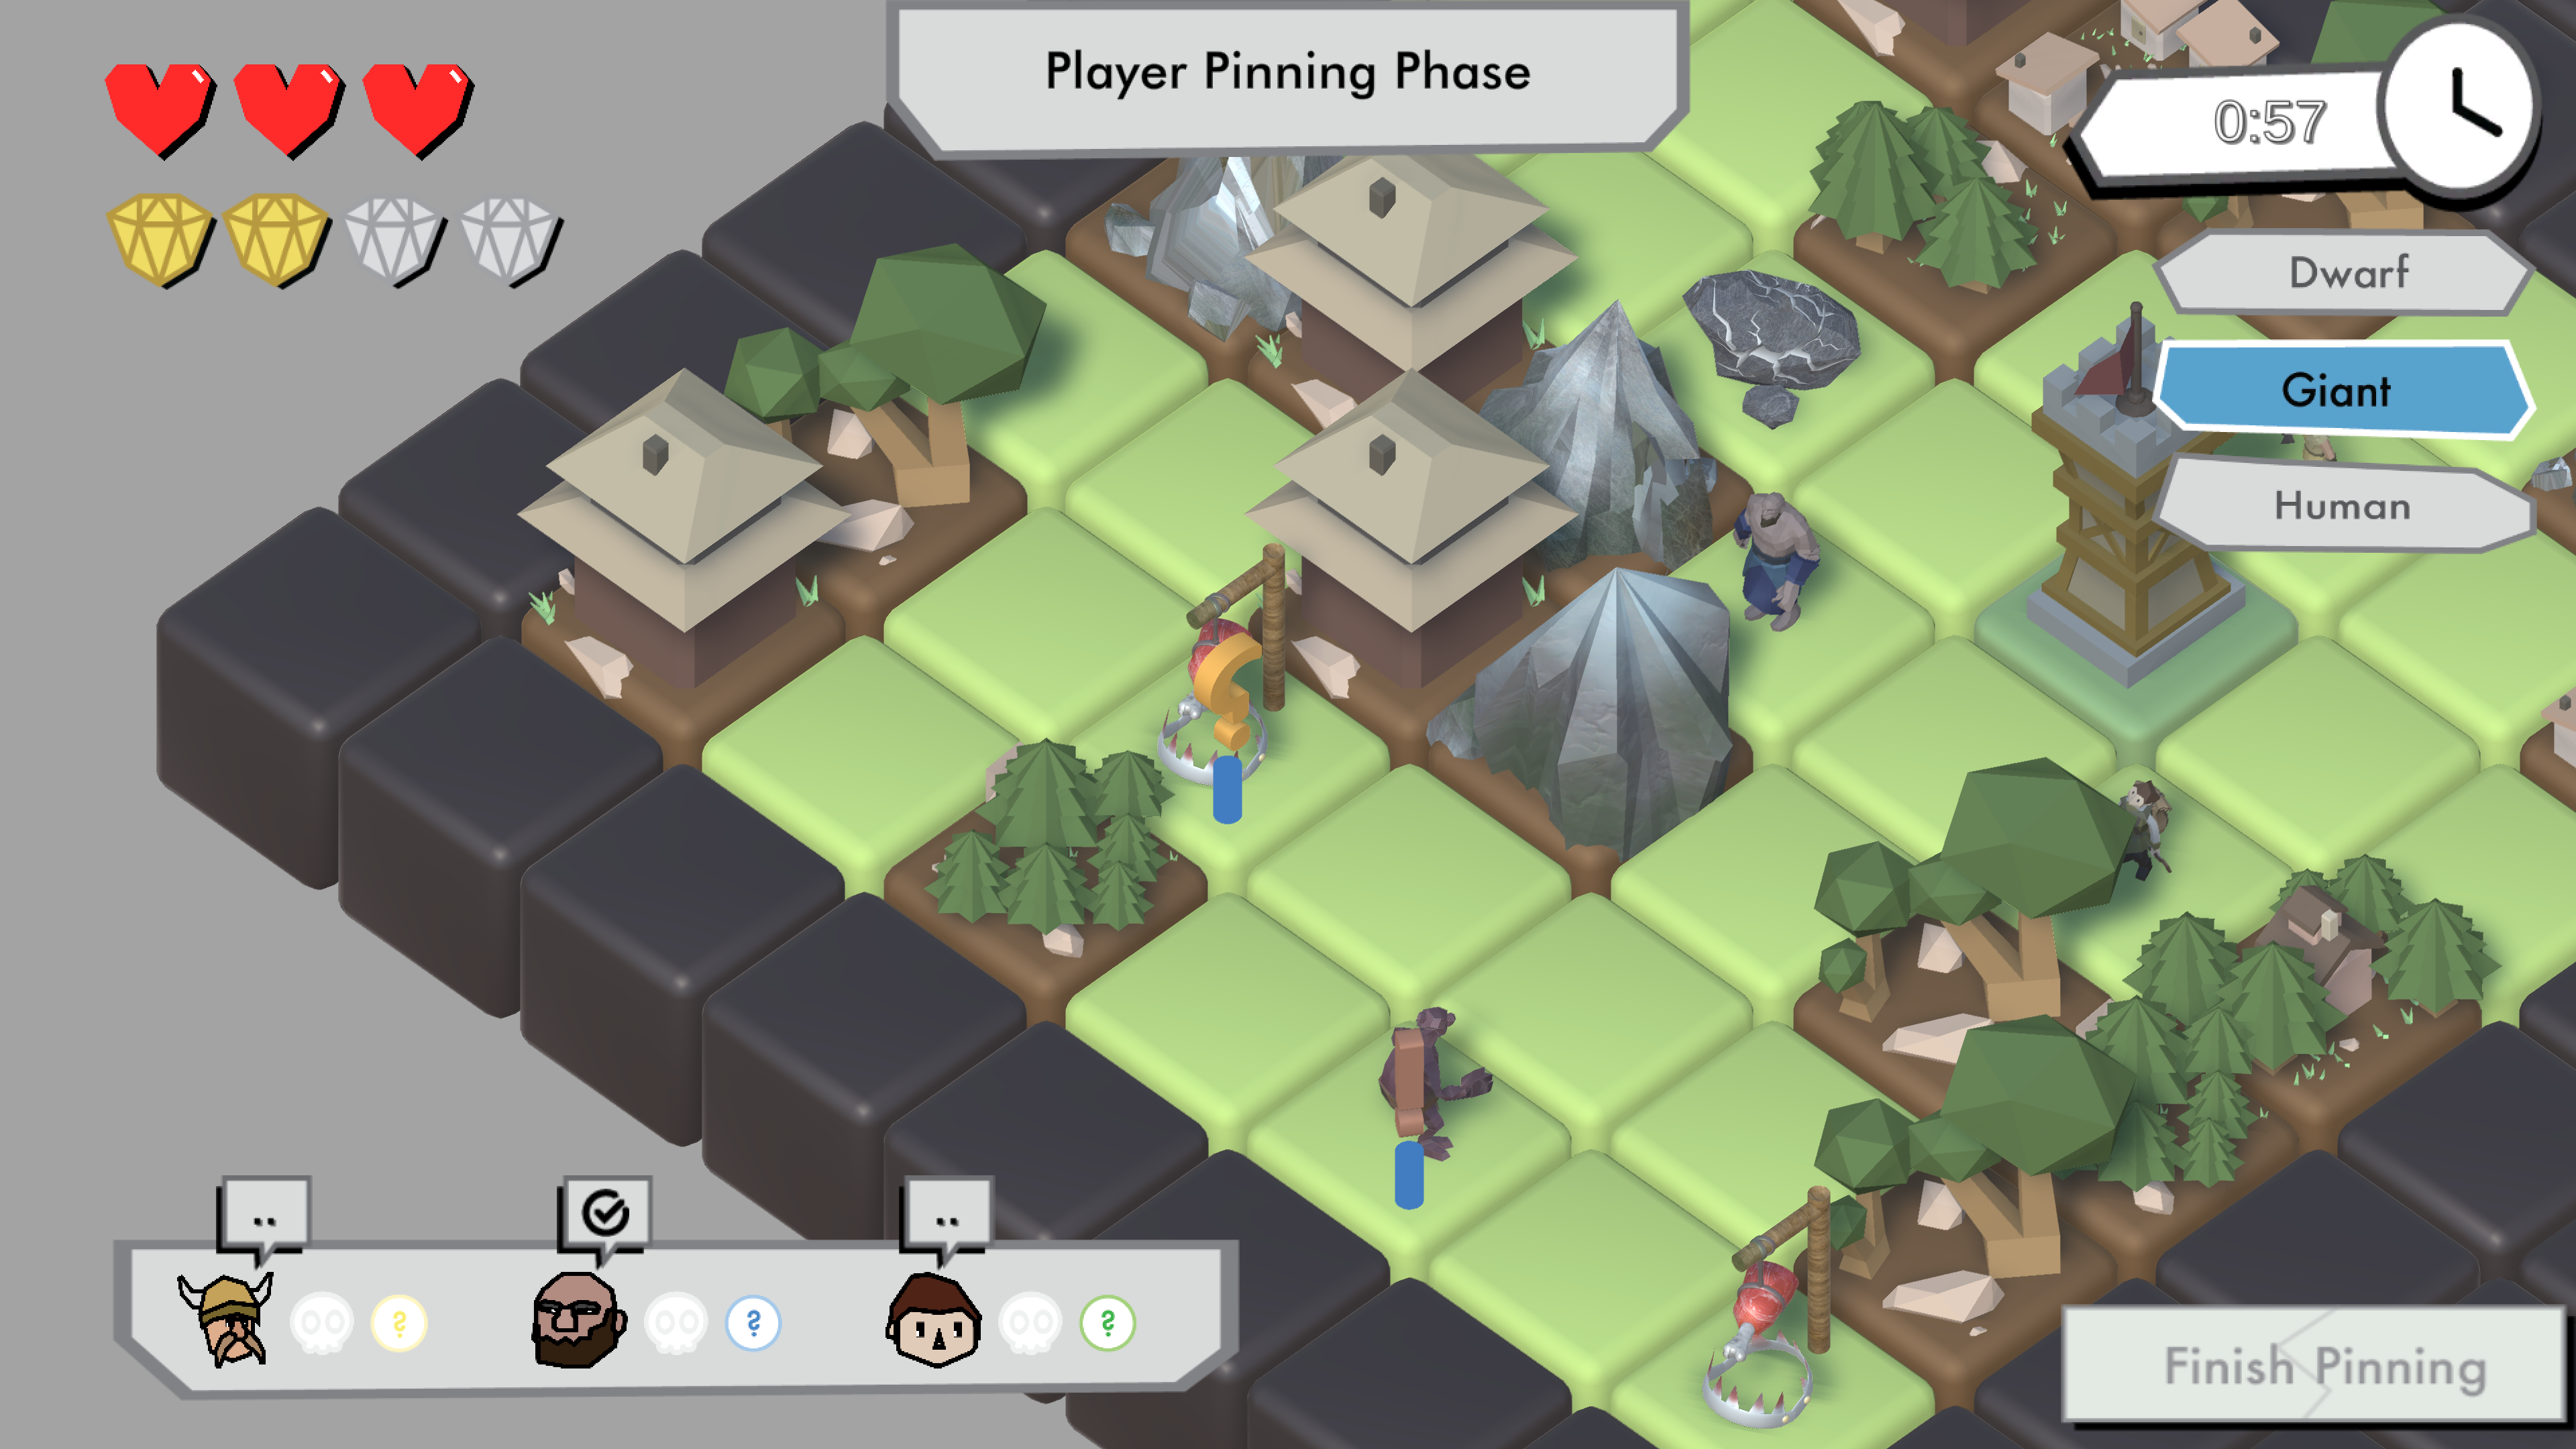 Player Pinning Phase
0:57
Dwarf
Giant
Human
?
..
..
? ? ?
Finish Pinning